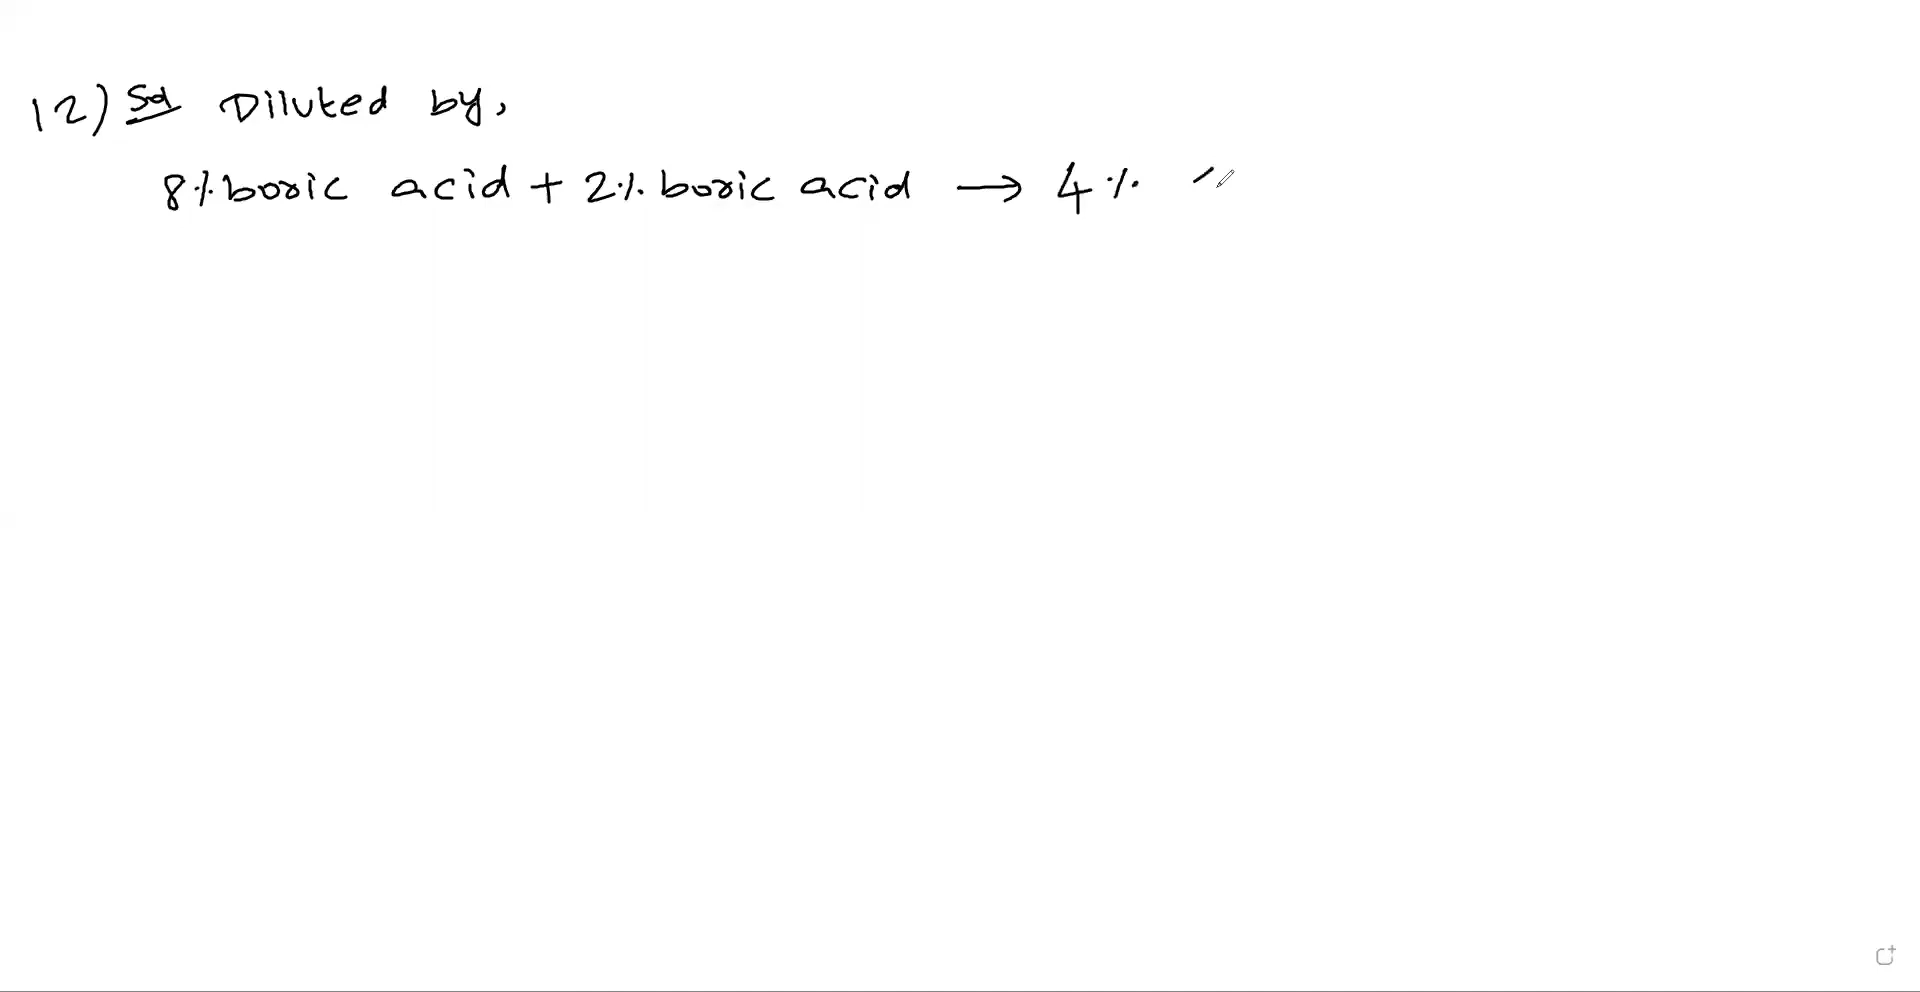 12) Sol Diluted by,
8% boric acid + 2% boric acid → 4%